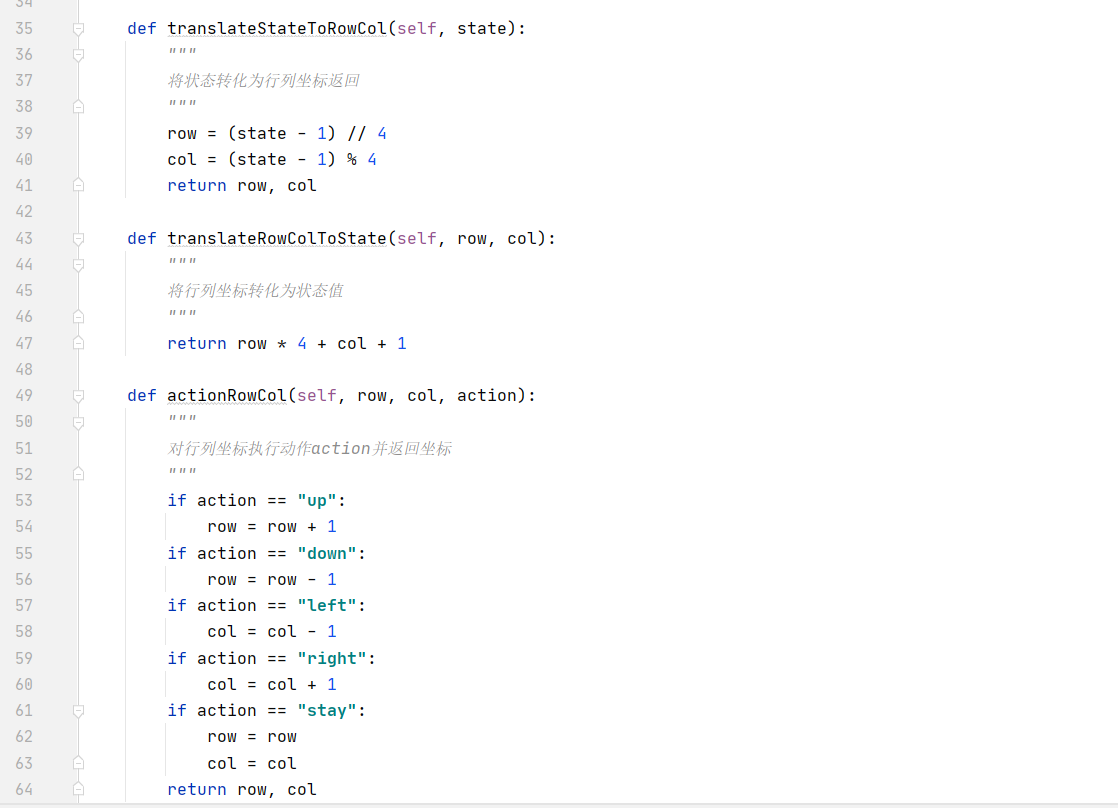 34
35 def translateStateToRowCol(self, state):
36 """
37 将状态转化为行列坐标返回
38 """
39 row = (state - 1) // 4
40 col = (state - 1) % 4
41 return row, col
42
43 def translateRowColToState(self, row, col):
44 """
45 将行列坐标转化为状态值
46 """
47 return row * 4 + col + 1
48
49 def actionRowCol(self, row, col, action):
50 """
51 对行列坐标执行动作action并返回坐标
52 """
53 if action == "up":
54 row = row + 1
55 if action == "down":
56 row = row - 1
57 if action == "left":
58 col = col - 1
59 if action == "right":
60 col = col + 1
61 if action == "stay":
62 row = row
63 col = col
64 return row, col